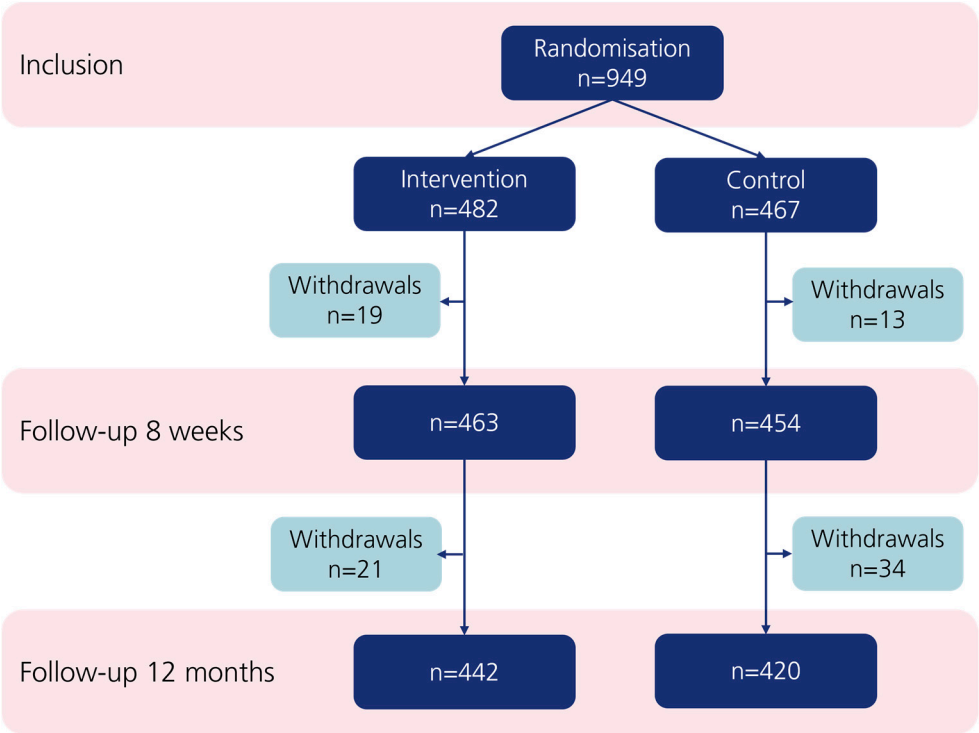 Inclusion
Randomisation
n=949
Intervention
n=482
Control
n=467
Withdrawals
n=19
Withdrawals
n=13
Follow-up 8 weeks
n=463
n=454
Withdrawals
n=21
Withdrawals
n=34
Follow-up 12 months
n=442
n=420